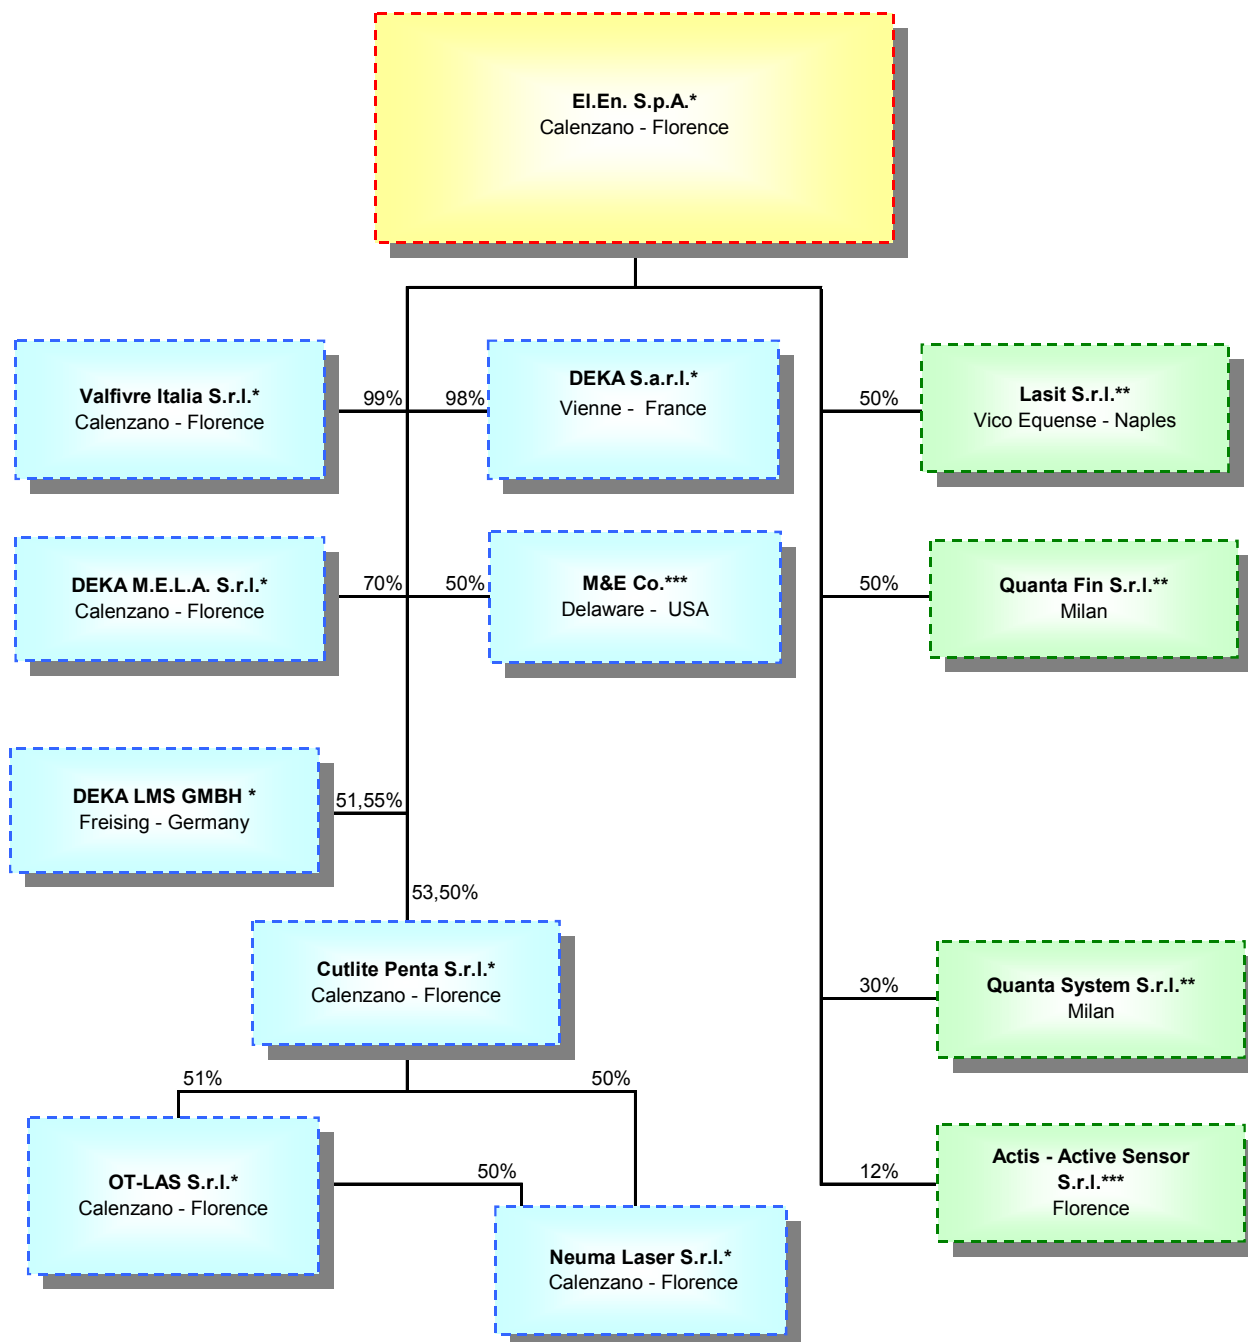 El.En. S.p.A.*
Calenzano - Florence
Valfivre Italia S.r.l.*
Calenzano - Florence
99%
98%
DEKA S.a.r.l.*
Vienne -  France
50%
Lasit S.r.l.**
Vico Equense - Naples
DEKA M.E.L.A. S.r.l.*
Calenzano - Florence
70%
50%
M&E Co.***
Delaware -  USA
50%
Quanta Fin S.r.l.**
Milan
DEKA LMS GMBH *
Freising - Germany
51,55%
53,50%
Cutlite Penta S.r.l.*
Calenzano - Florence
30%
Quanta System S.r.l.**
Milan
51%
50%
OT-LAS S.r.l.*
Calenzano - Florence
50%
Neuma Laser S.r.l.*
Calenzano - Florence
12%
Actis - Active Sensor
S.r.l.***
Florence